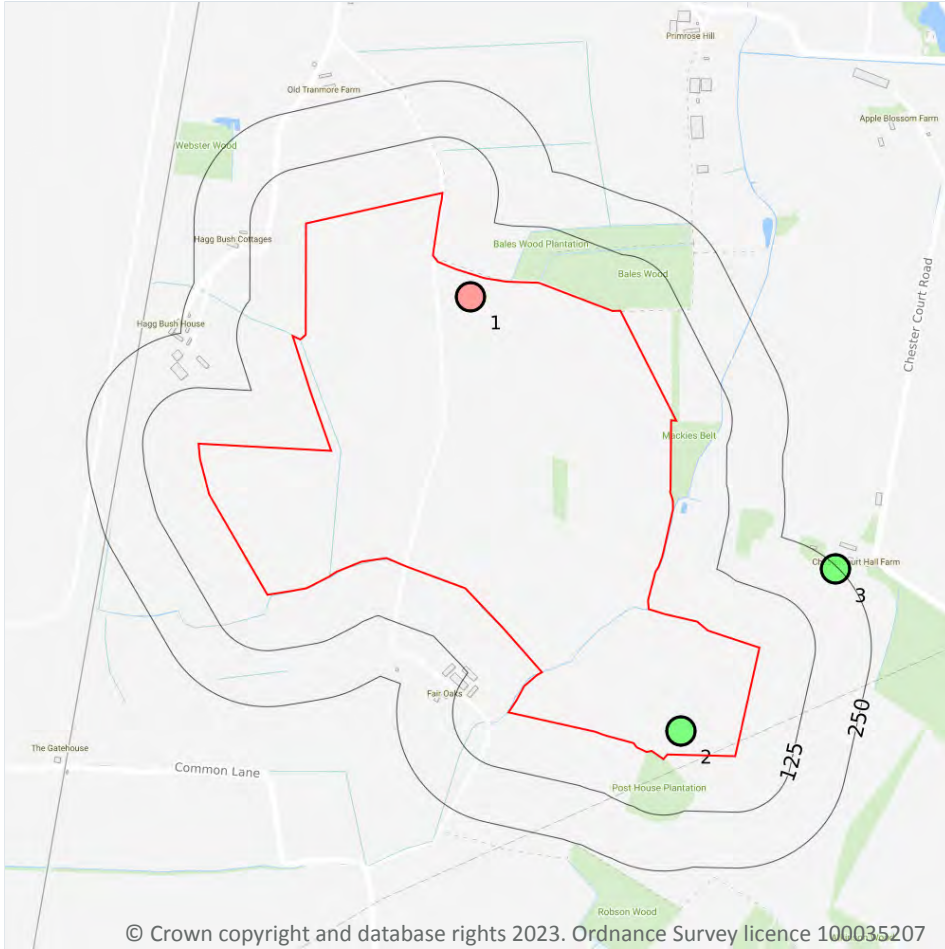 Primrose Hill
Old Tranmore Farm
Apple Blossom Farm
Webster Wood
Hagg Bush Cottages
Bales Wood Plantation
Bales Wood
Chester Court Road
1
Hagg Bush House
Mackies Belt
Hall Farm
3
Fair Oaks
250
The Gatehouse
Common Lane
2
125
Post House Plantation
Robson Wood
© Crown copyright and database rights 2023. Ordnance Survey licence 100035207